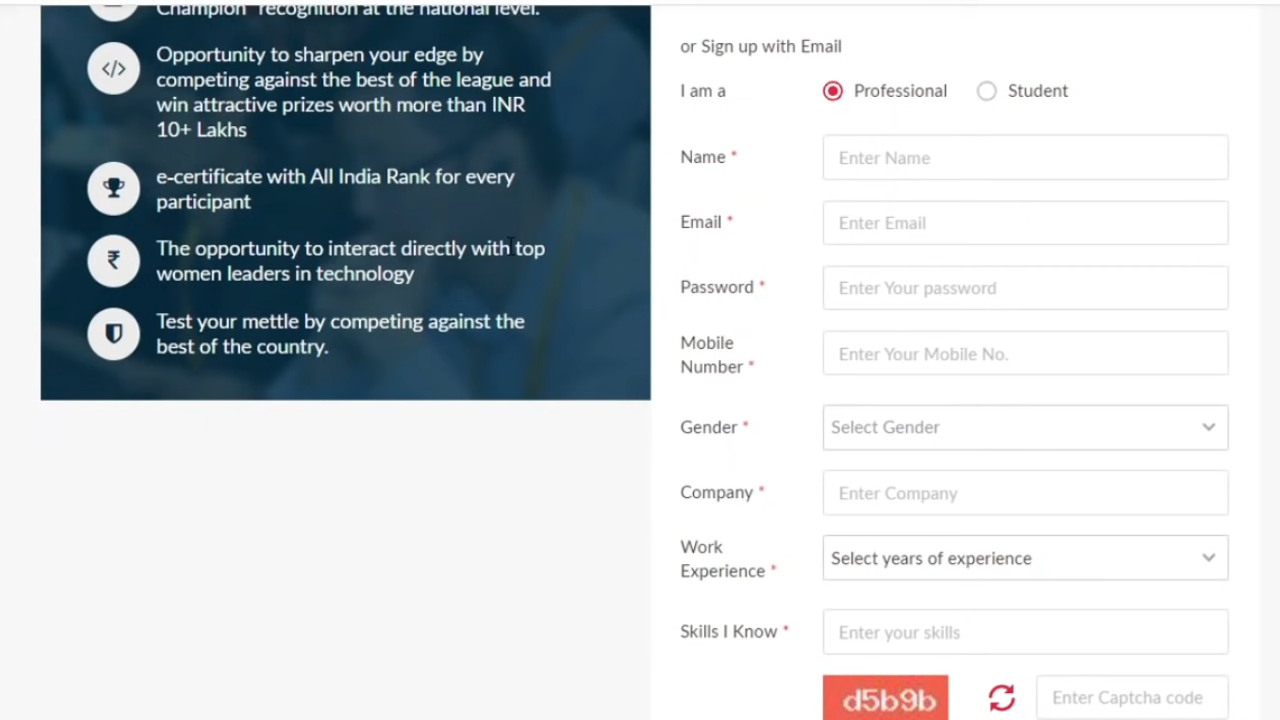 Champion" recognition at the national level.
Opportunity to sharpen your edge by
competing against the best of the league and
win attractive prizes worth more than INR
10+ Lakhs
e-certificate with All India Rank for every
participant
The opportunity to interact directly with top
women leaders in technology
Test your mettle by competing against the
best of the country.
or Sign up with Email
I am a
Professional
Student
Name *
Enter Name
Email *
Enter Email
Password *
Enter Your password
Mobile
Number *
Enter Your Mobile No.
Gender *
Select Gender
Company *
Enter Company
Work
Experience *
Select years of experience
Skills I Know *
Enter your skills
d5b9b
Enter Captcha code